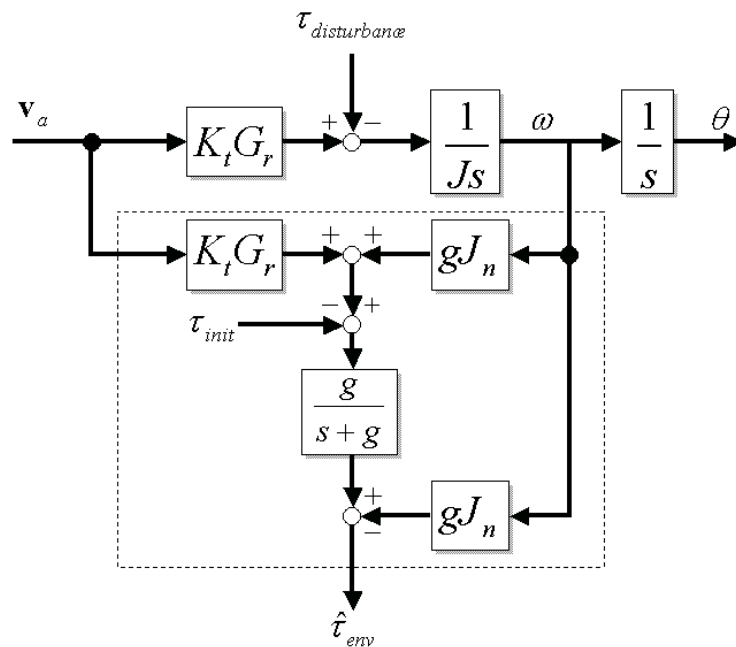 τ_disturbance
v_a
+
−
K_tG_r
1/Js
ω
1/s
θ
K_tG_r
+
+
gJ_n
−
+
τ_init
g/(s + g)
+
−
gJ_n
τ̂_env